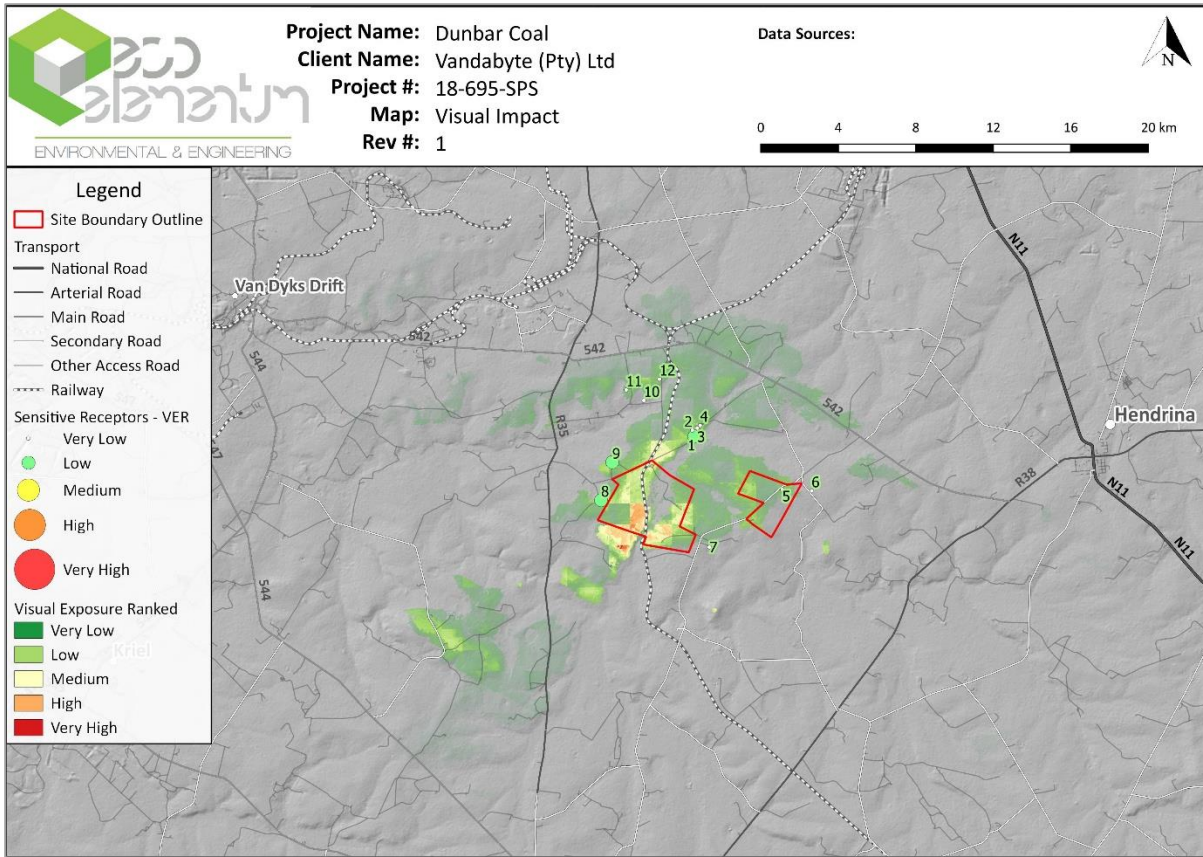 eco
elementum
ENVIRONMENTAL & ENGINEERING
Project Name: Dunbar Coal
Client Name: Vandabyte (Pty) Ltd
Project #: 18-695-SPS
Map: Visual Impact
Rev #: 1
Data Sources:
N
0 4 8 12 16 20 km
Legend
Site Boundary Outline
Transport
National Road
Arterial Road
Main Road
Secondary Road
Other Access Road
Railway
Sensitive Receptors - VER
Very Low
Low
Medium
High
Very High
Visual Exposure Ranked
Very Low
Low
Medium
High
Very High
Van Dyks Drift
Hendrina
Kriel
N11
N11
N11
R38
R35
542
542
542
544
544
47
12
11
10
2
4
3
1
9
8
5
6
7